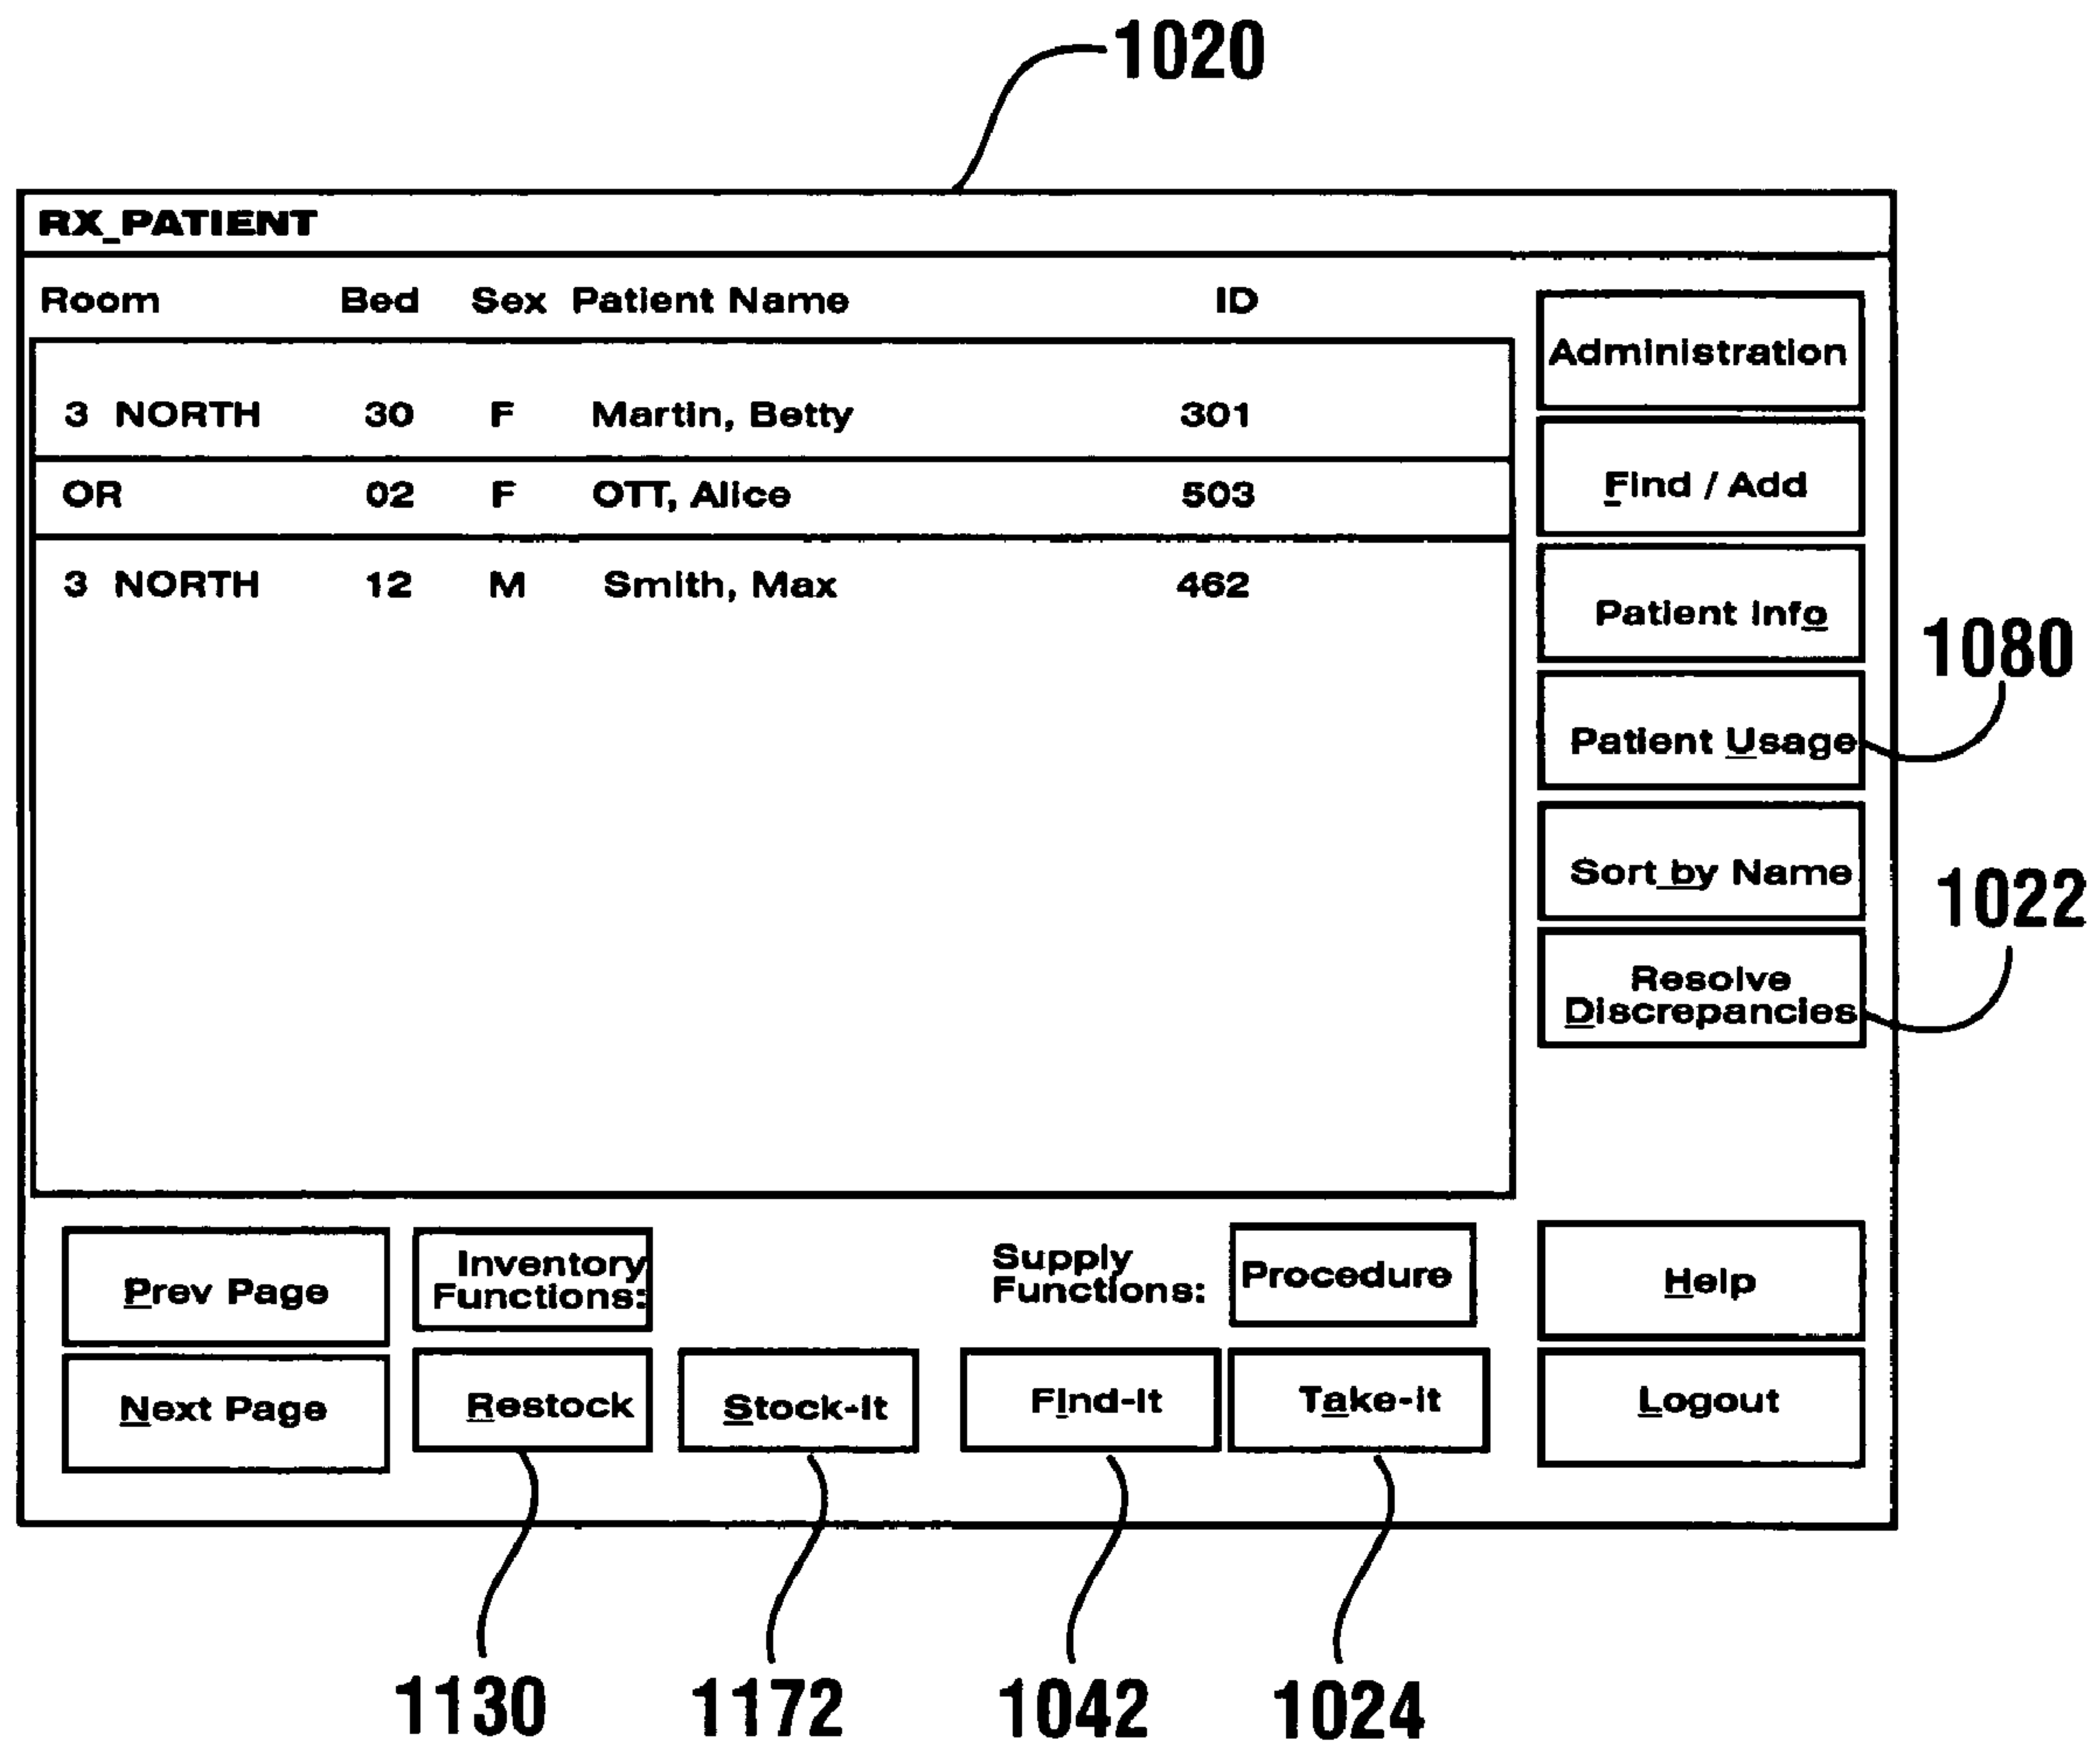 1020
RX_PATIENT
Room Bed Sex Patient Name ID
3 NORTH 30 F Martin, Betty 301
OR 02 F OTT, Alice 503
3 NORTH 12 M Smith, Max 462
Administration
Find / Add
Patient Info
Patient Usage
1080
Sort by Name
Resolve
Discrepancies
1022
Prev Page
Inventory
Functions:
Supply
Functions:
Procedure
Help
Next Page
Restock
Stock-It
Find-It
Take-It
Logout
1130 1172 1042 1024